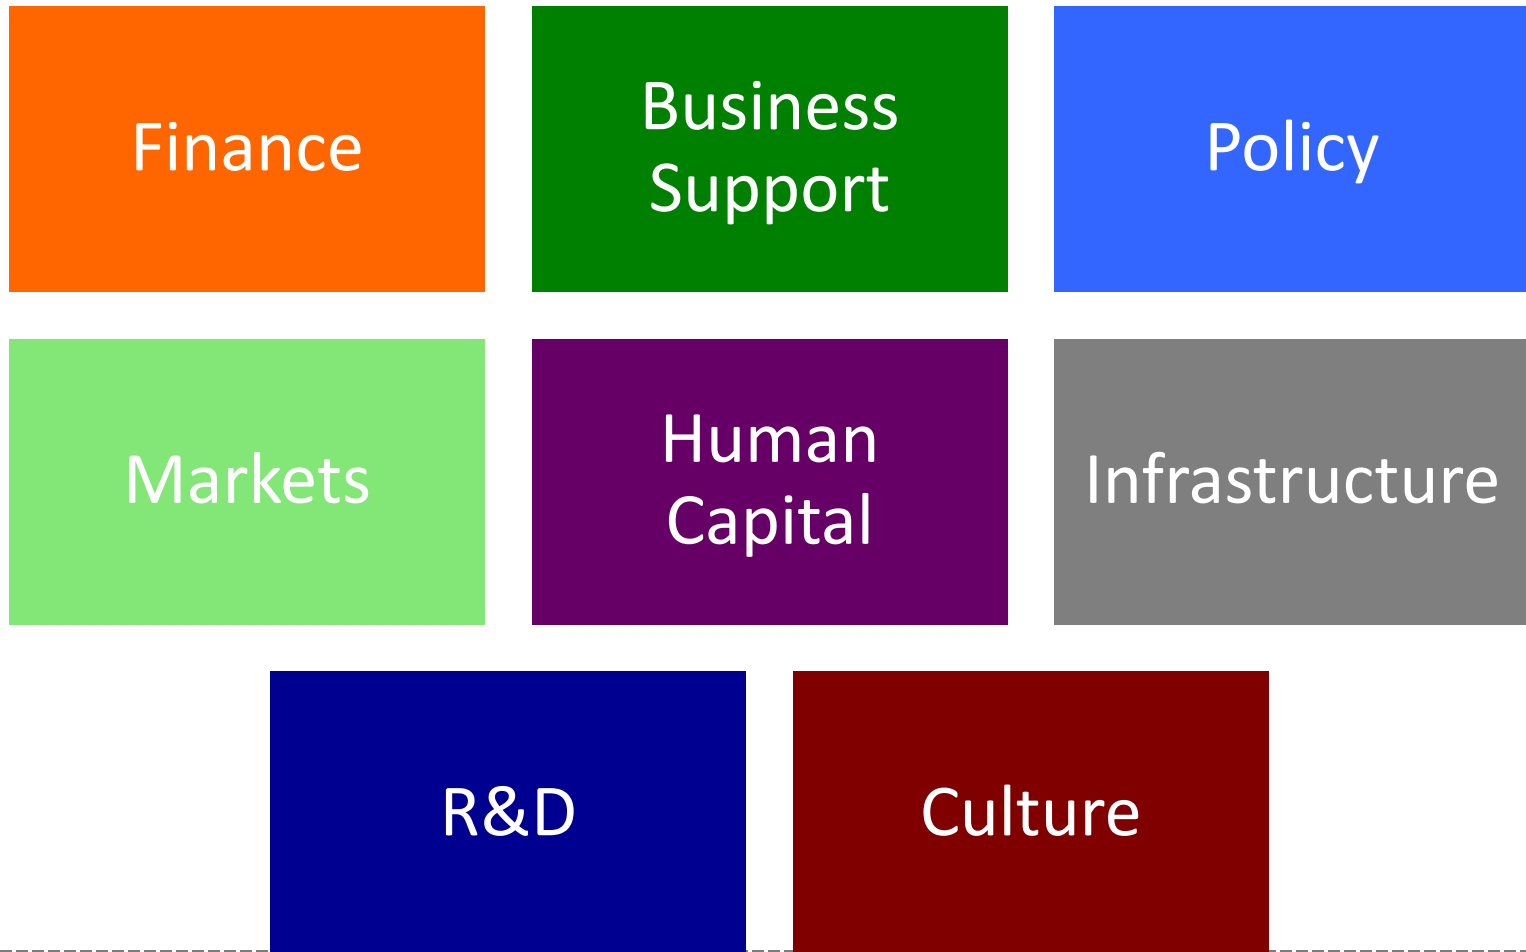 Finance
Business
Support
Policy
Markets
Human
Capital
Infrastructure
R&D
Culture